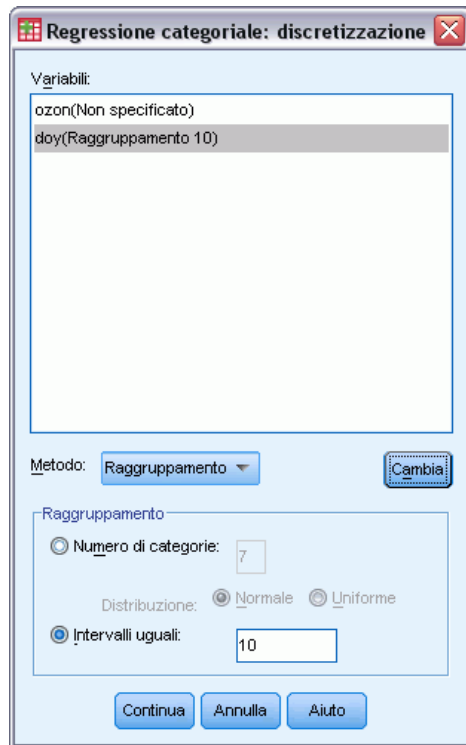 Regressione categoriale: discretizzazione
Variabili:
ozon(Non specificato)
doy(Raggruppamento 10)
Metodo: Raggruppamento Cambia
Raggruppamento
Numero di categorie: 7
Distribuzione: Normale Uniforme
Intervalli uguali: 10
Continua Annulla Aiuto